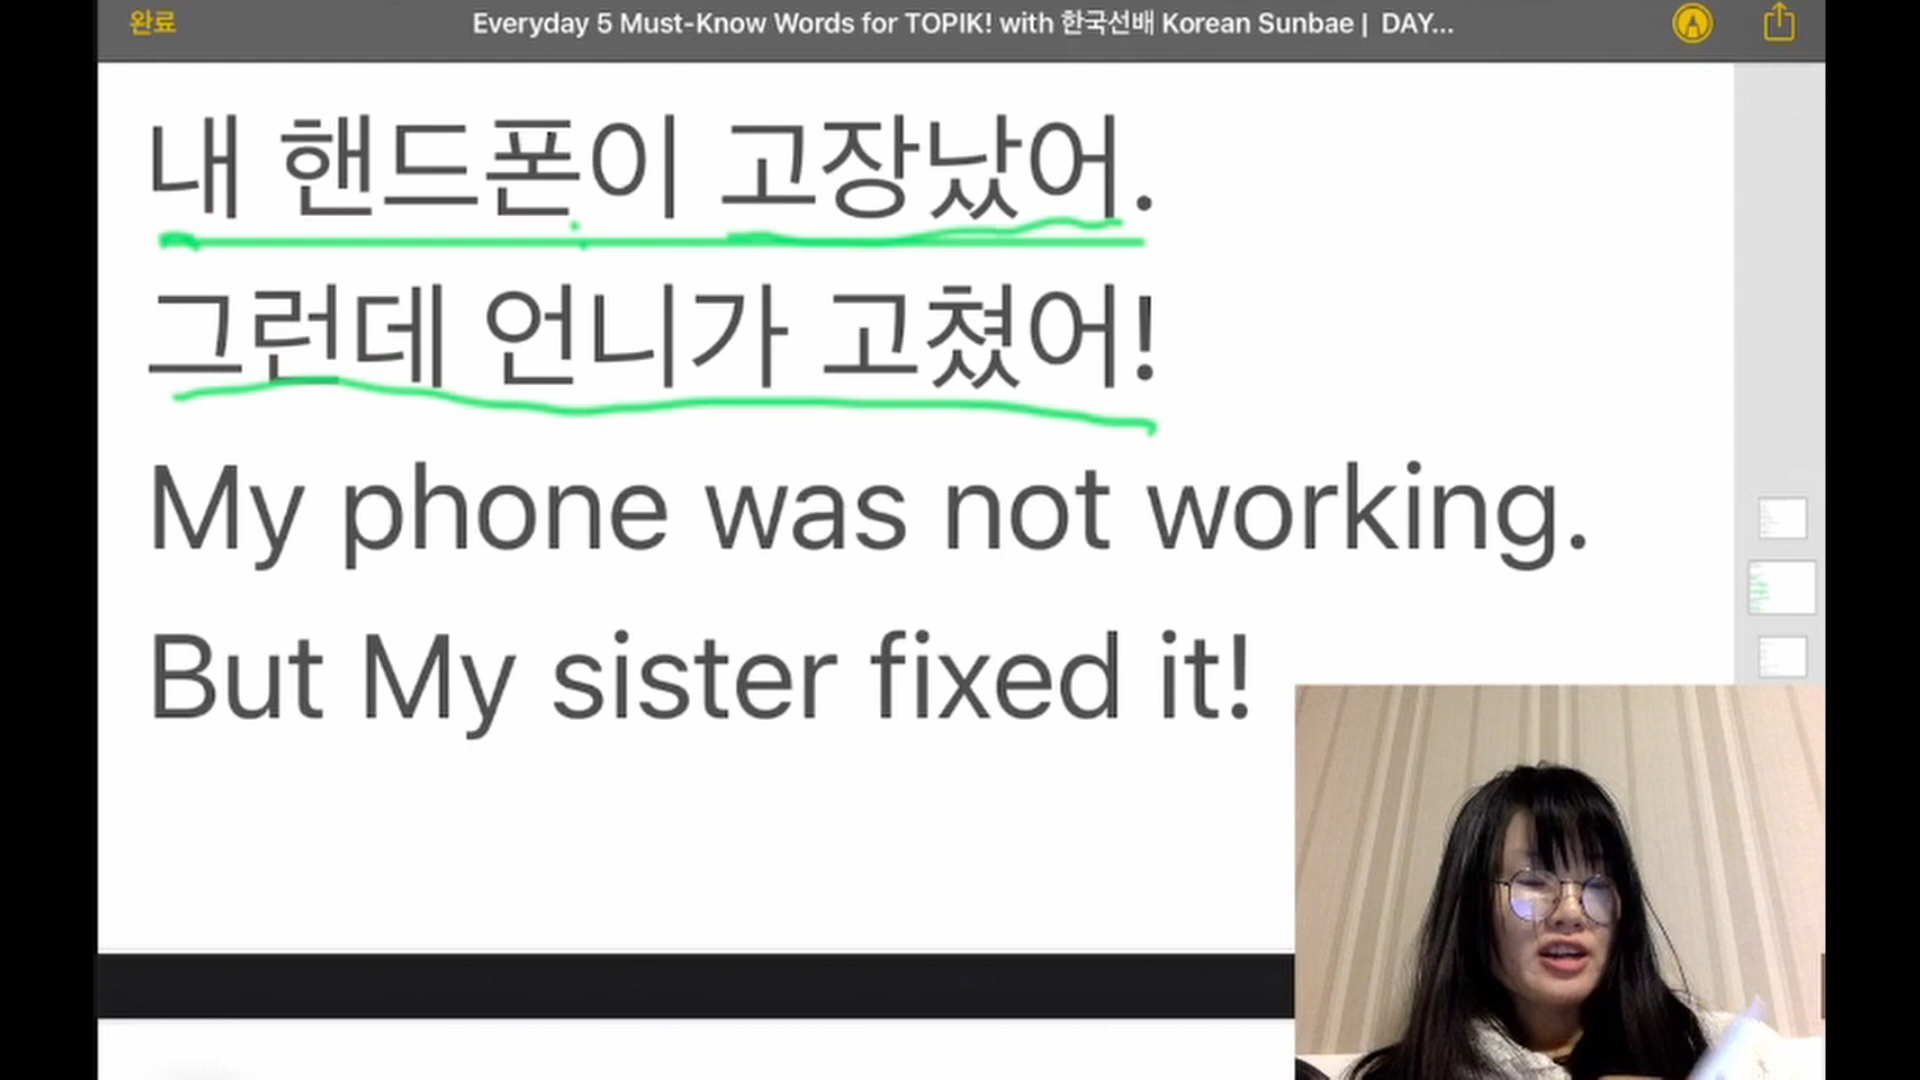 완료
Everyday 5 Must-Know Words for TOPIK! with 한국선배 Korean Sunbae | DAY...
내 핸드폰이 고장났어.
그런데 언니가 고쳤어!
My phone was not working.
But My sister fixed it!